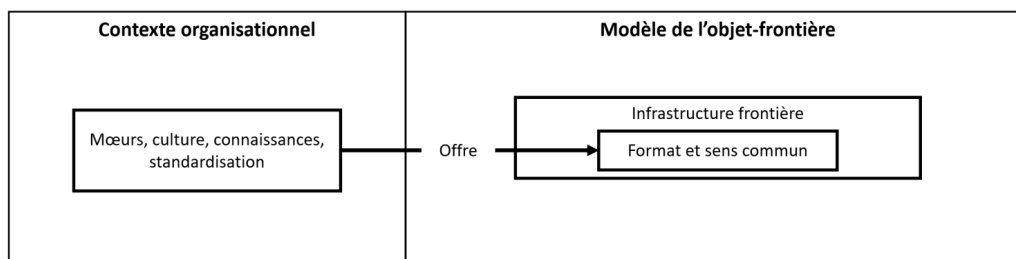 Contexte organisationnel
Modèle de l'objet-frontière
Mœurs, culture, connaissances,
standardisation
Offre
Infrastructure frontière
Format et sens commun